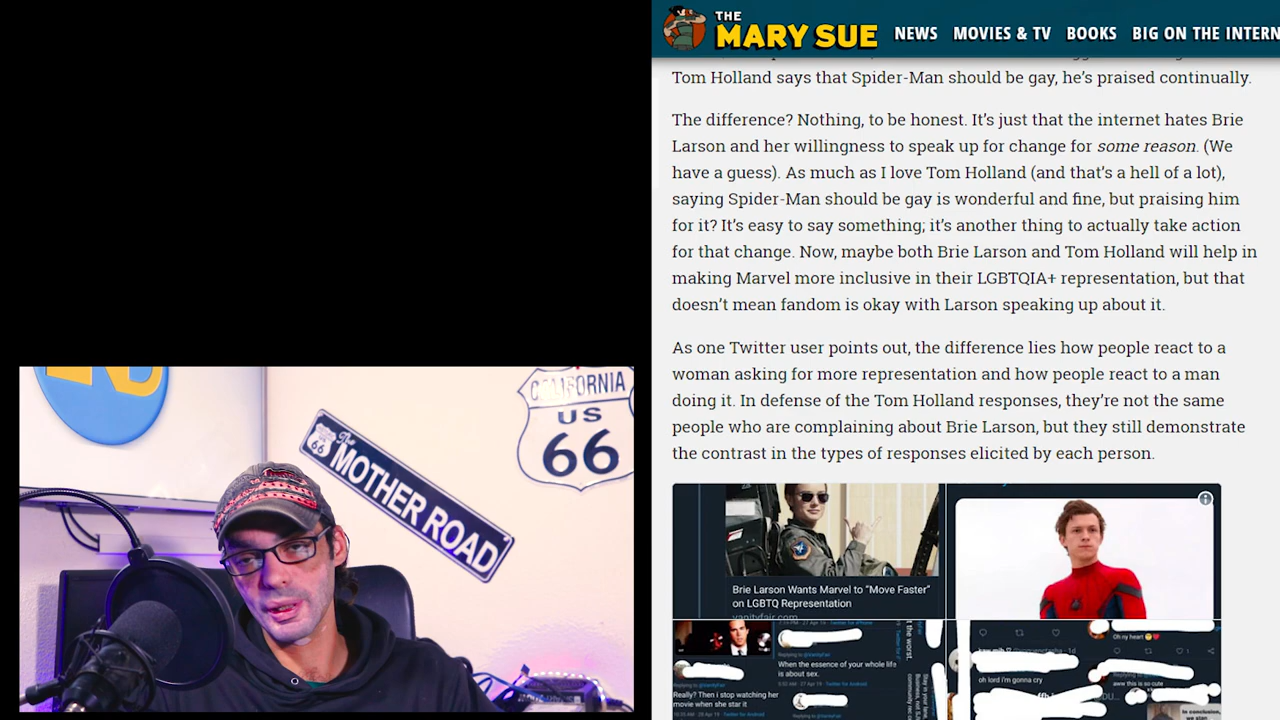 THE
MARY SUE
NEWS MOVIES & TV BOOKS BIG ON THE INTERN
Tom Holland says that Spider-Man should be gay, he's praised continually.
The difference? Nothing, to be honest. It's just that the internet hates Brie
Larson and her willingness to speak up for change for some reason. (We
have a guess). As much as I love Tom Holland (and that's a hell of a lot),
saying Spider-Man should be gay is wonderful and fine, but praising him
for it? It's easy to say something; it's another thing to actually take action
for that change. Now, maybe both Brie Larson and Tom Holland will help in
making Marvel more inclusive in their LGBTQIA+ representation, but that
doesn't mean fandom is okay with Larson speaking up about it.
As one Twitter user points out, the difference lies how people react to a
woman asking for more representation and how people react to a man
doing it. In defense of the Tom Holland responses, they're not the same
people who are complaining about Brie Larson, but they still demonstrate
the contrast in the types of responses elicited by each person.
Brie Larson Wants Marvel to "Move Faster"
on LGBTQ Representation
vanityfair.com
When the essence of your whole life
is about sex.
Really? Then i stop watching her
movie when she star it
t the worst.
Oh my heart
oh lord i'm gonna cry
aww this is so cute
In conclusion,
CALIFORNIA
US
66
The
MOTHER ROAD